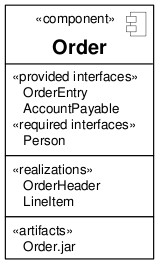 «component»
Order
«provided interfaces»
OrderEntry
AccountPayable
«required interfaces»
Person
«realizations»
OrderHeader
LineItem
«artifacts»
Order.jar